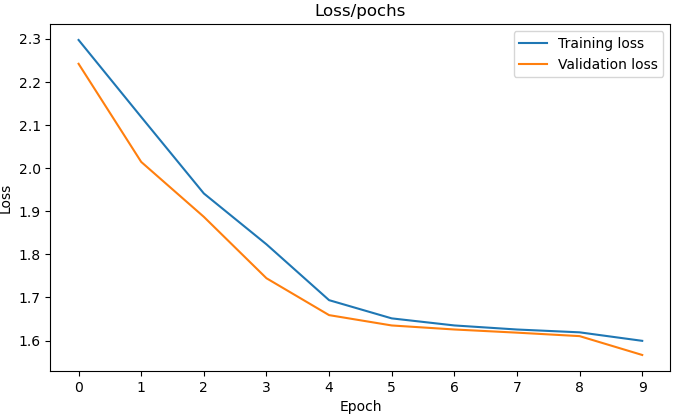 Loss/pochs
Training loss
Validation loss
2.3
2.2
2.1
2.0
1.9
1.8
1.7
1.6
Loss
0 1 2 3 4 5 6 7 8 9
Epoch